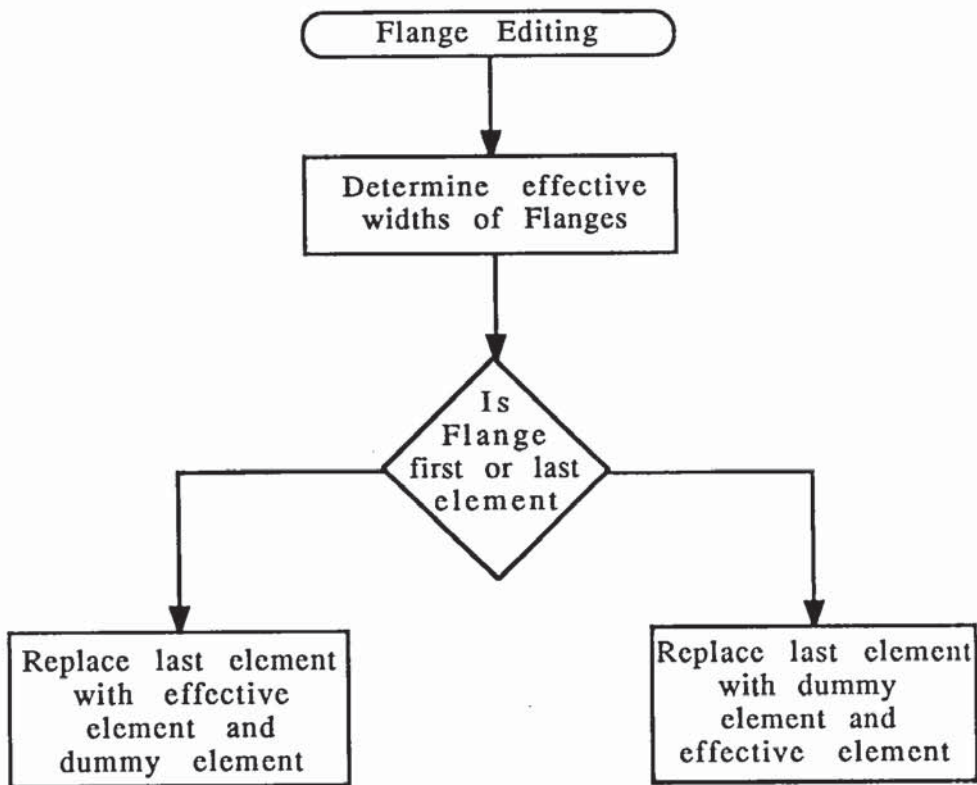 Flange Editing
Determine effective
widths of Flanges
Is
Flange
first or last
element
Replace last element
with effective
element and
dummy element
Replace last element
with dummy
element and
effective element